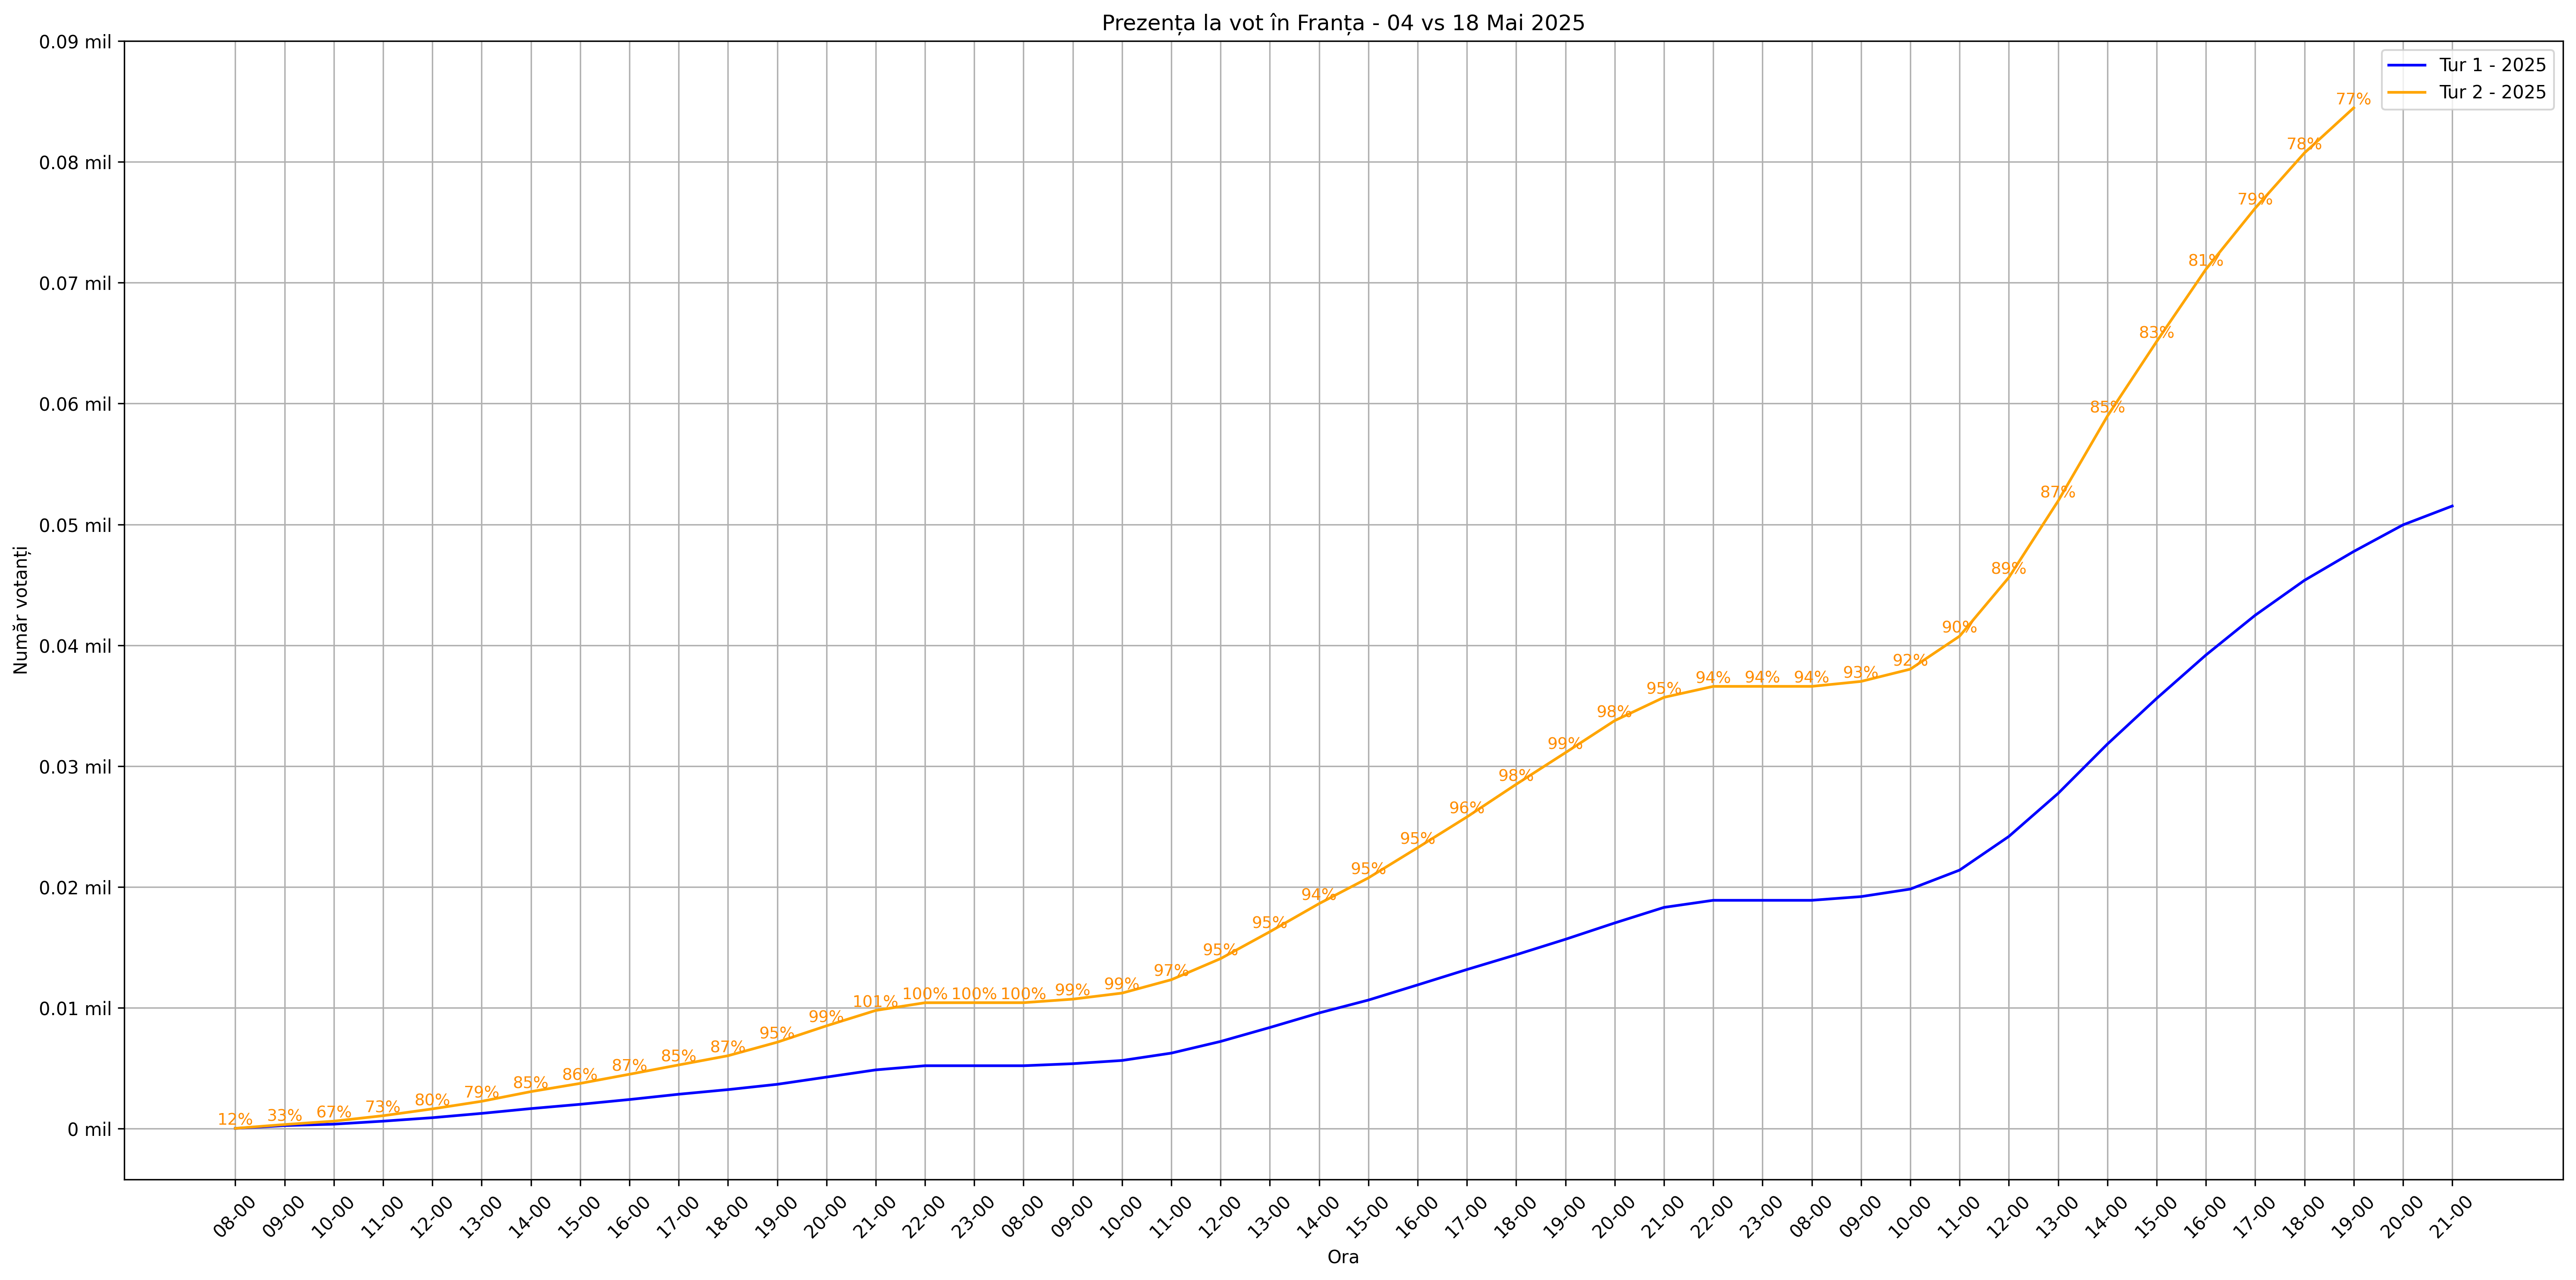 Prezența la vot în Franța - 04 vs 18 Mai 2025
Tur 1 - 2025
Tur 2 - 2025
Număr votanți
0.09 mil
0.08 mil
0.07 mil
0.06 mil
0.05 mil
0.04 mil
0.03 mil
0.02 mil
0.01 mil
0 mil
12% 33% 67% 73% 80% 79% 85% 86% 87% 85% 87% 95% 99% 101% 100% 100% 100% 99% 99% 97% 95% 95% 94% 95% 95% 96% 98% 99% 98% 95% 94% 94% 94% 93% 92% 90% 89% 87% 85% 83% 81% 79% 78% 77%
08-00 09-00 10-00 11-00 12-00 13-00 14-00 15-00 16-00 17-00 18-00 19-00 20-00 21-00 22-00 23-00 08-00 09-00 10-00 11-00 12-00 13-00 14-00 15-00 16-00 17-00 18-00 19-00 20-00 21-00 22-00 23-00 08-00 09-00 10-00 11-00 12-00 13-00 14-00 15-00 16-00 17-00 18-00 19-00 20-00 21-00
Ora